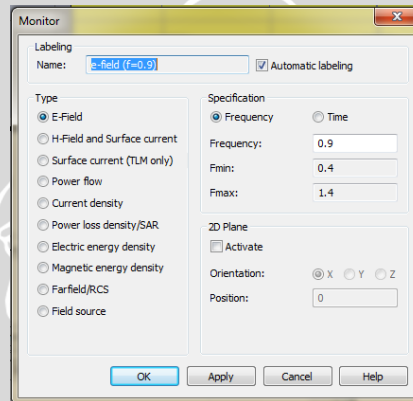 Monitor
Labeling
Name: e-field (f=0.9) Automatic labeling
Type
E-Field
H-Field and Surface current
Surface current (TLM only)
Power flow
Current density
Power loss density/SAR
Electric energy density
Magnetic energy density
Farfield/RCS
Field source
Specification
Frequency Time
Frequency: 0.9
Fmin: 0.4
Fmax: 1.4
2D Plane
Activate
Orientation: X Y Z
Position: 0
OK Apply Cancel Help